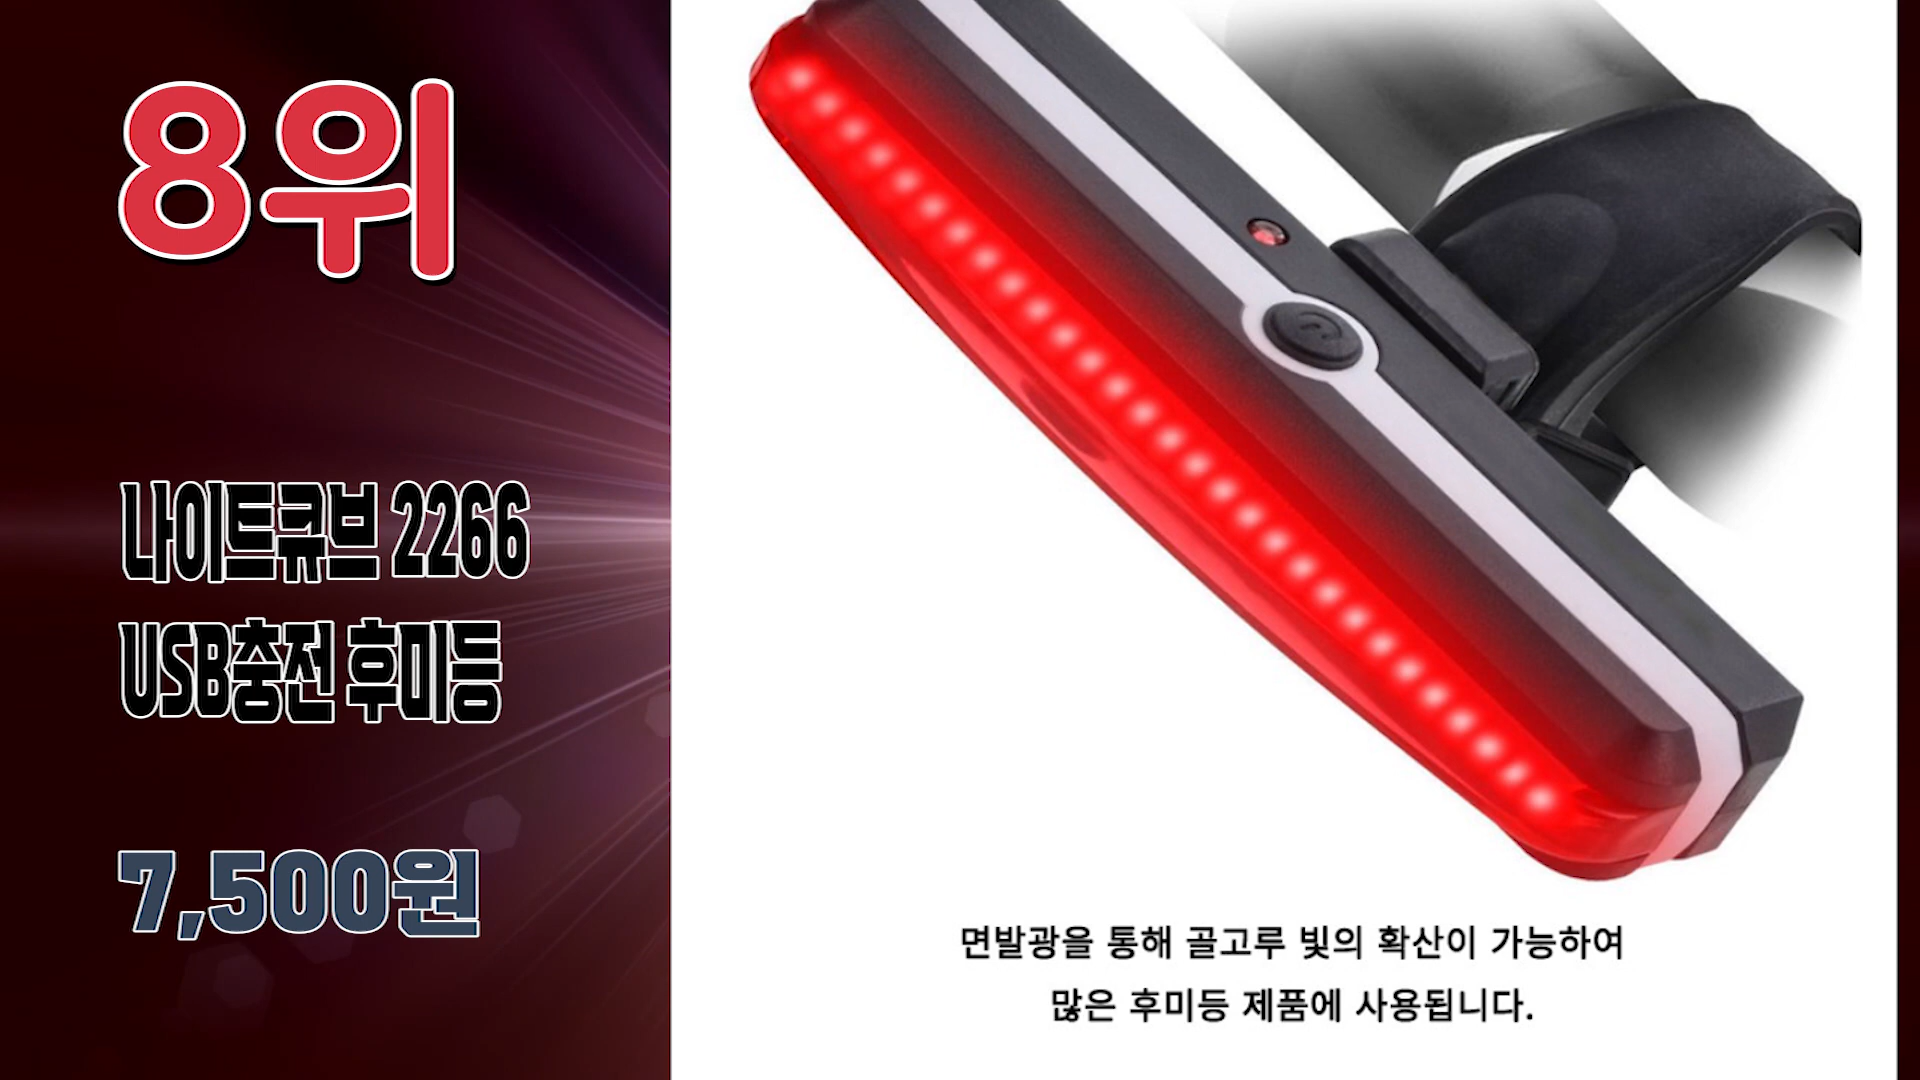 8위
나이트큐브 2266
USB충전 후미등
7,500원
면발광을 통해 골고루 빛의 확산이 가능하여
많은 후미등 제품에 사용됩니다.